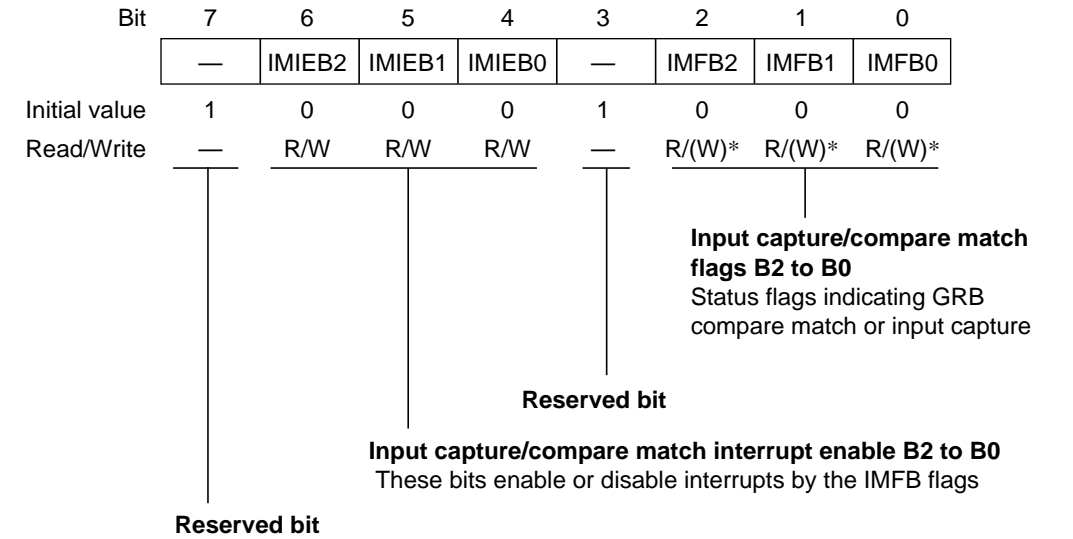 Bit 7 6 5 4 3 2 1 0
— IMIEB2 IMIEB1 IMIEB0 — IMFB2 IMFB1 IMFB0
Initial value 1 0 0 0 1 0 0 0
Read/Write — R/W R/W R/W — R/(W)* R/(W)* R/(W)*
Input capture/compare match
flags B2 to B0
Status flags indicating GRB
compare match or input capture
Reserved bit
Input capture/compare match interrupt enable B2 to B0
These bits enable or disable interrupts by the IMFB flags
Reserved bit